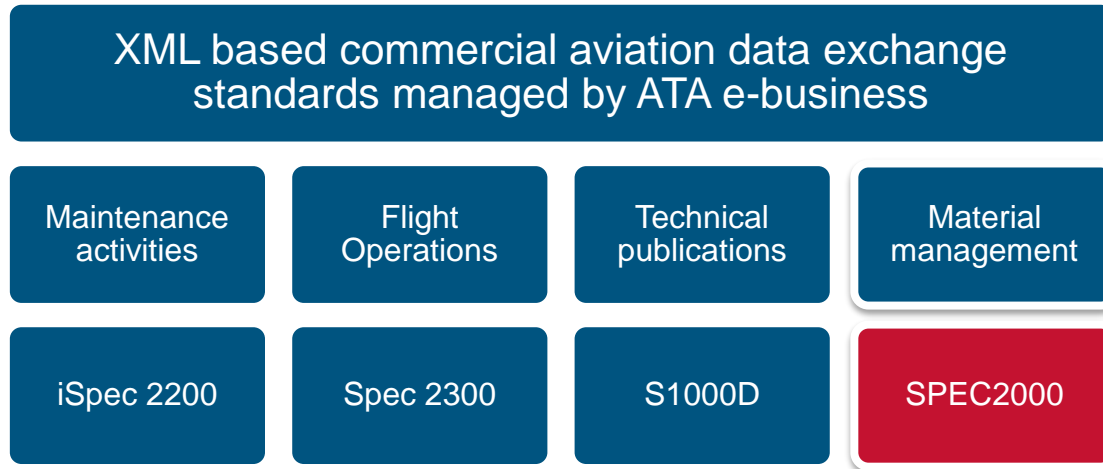 XML based commercial aviation data exchange
standards managed by ATA e-business
Maintenance
activities
Flight
Operations
Technical
publications
Material
management
iSpec 2200
Spec 2300
S1000D
SPEC2000